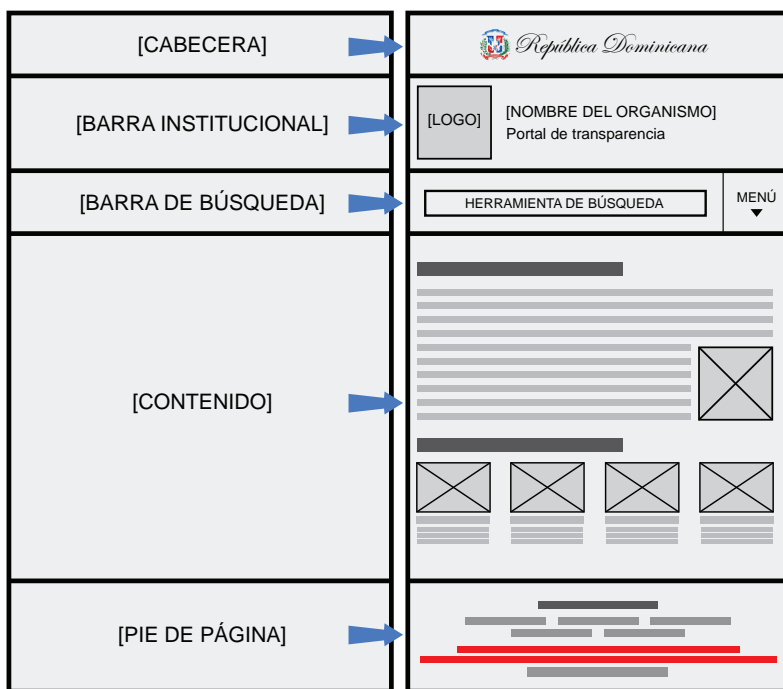 [CABECERA]
República Dominicana
[BARRA INSTITUCIONAL]
[LOGO]
[NOMBRE DEL ORGANISMO]
Portal de transparencia
[BARRA DE BÚSQUEDA]
HERRAMIENTA DE BÚSQUEDA
MENÚ
[CONTENIDO]
[PIE DE PÁGINA]